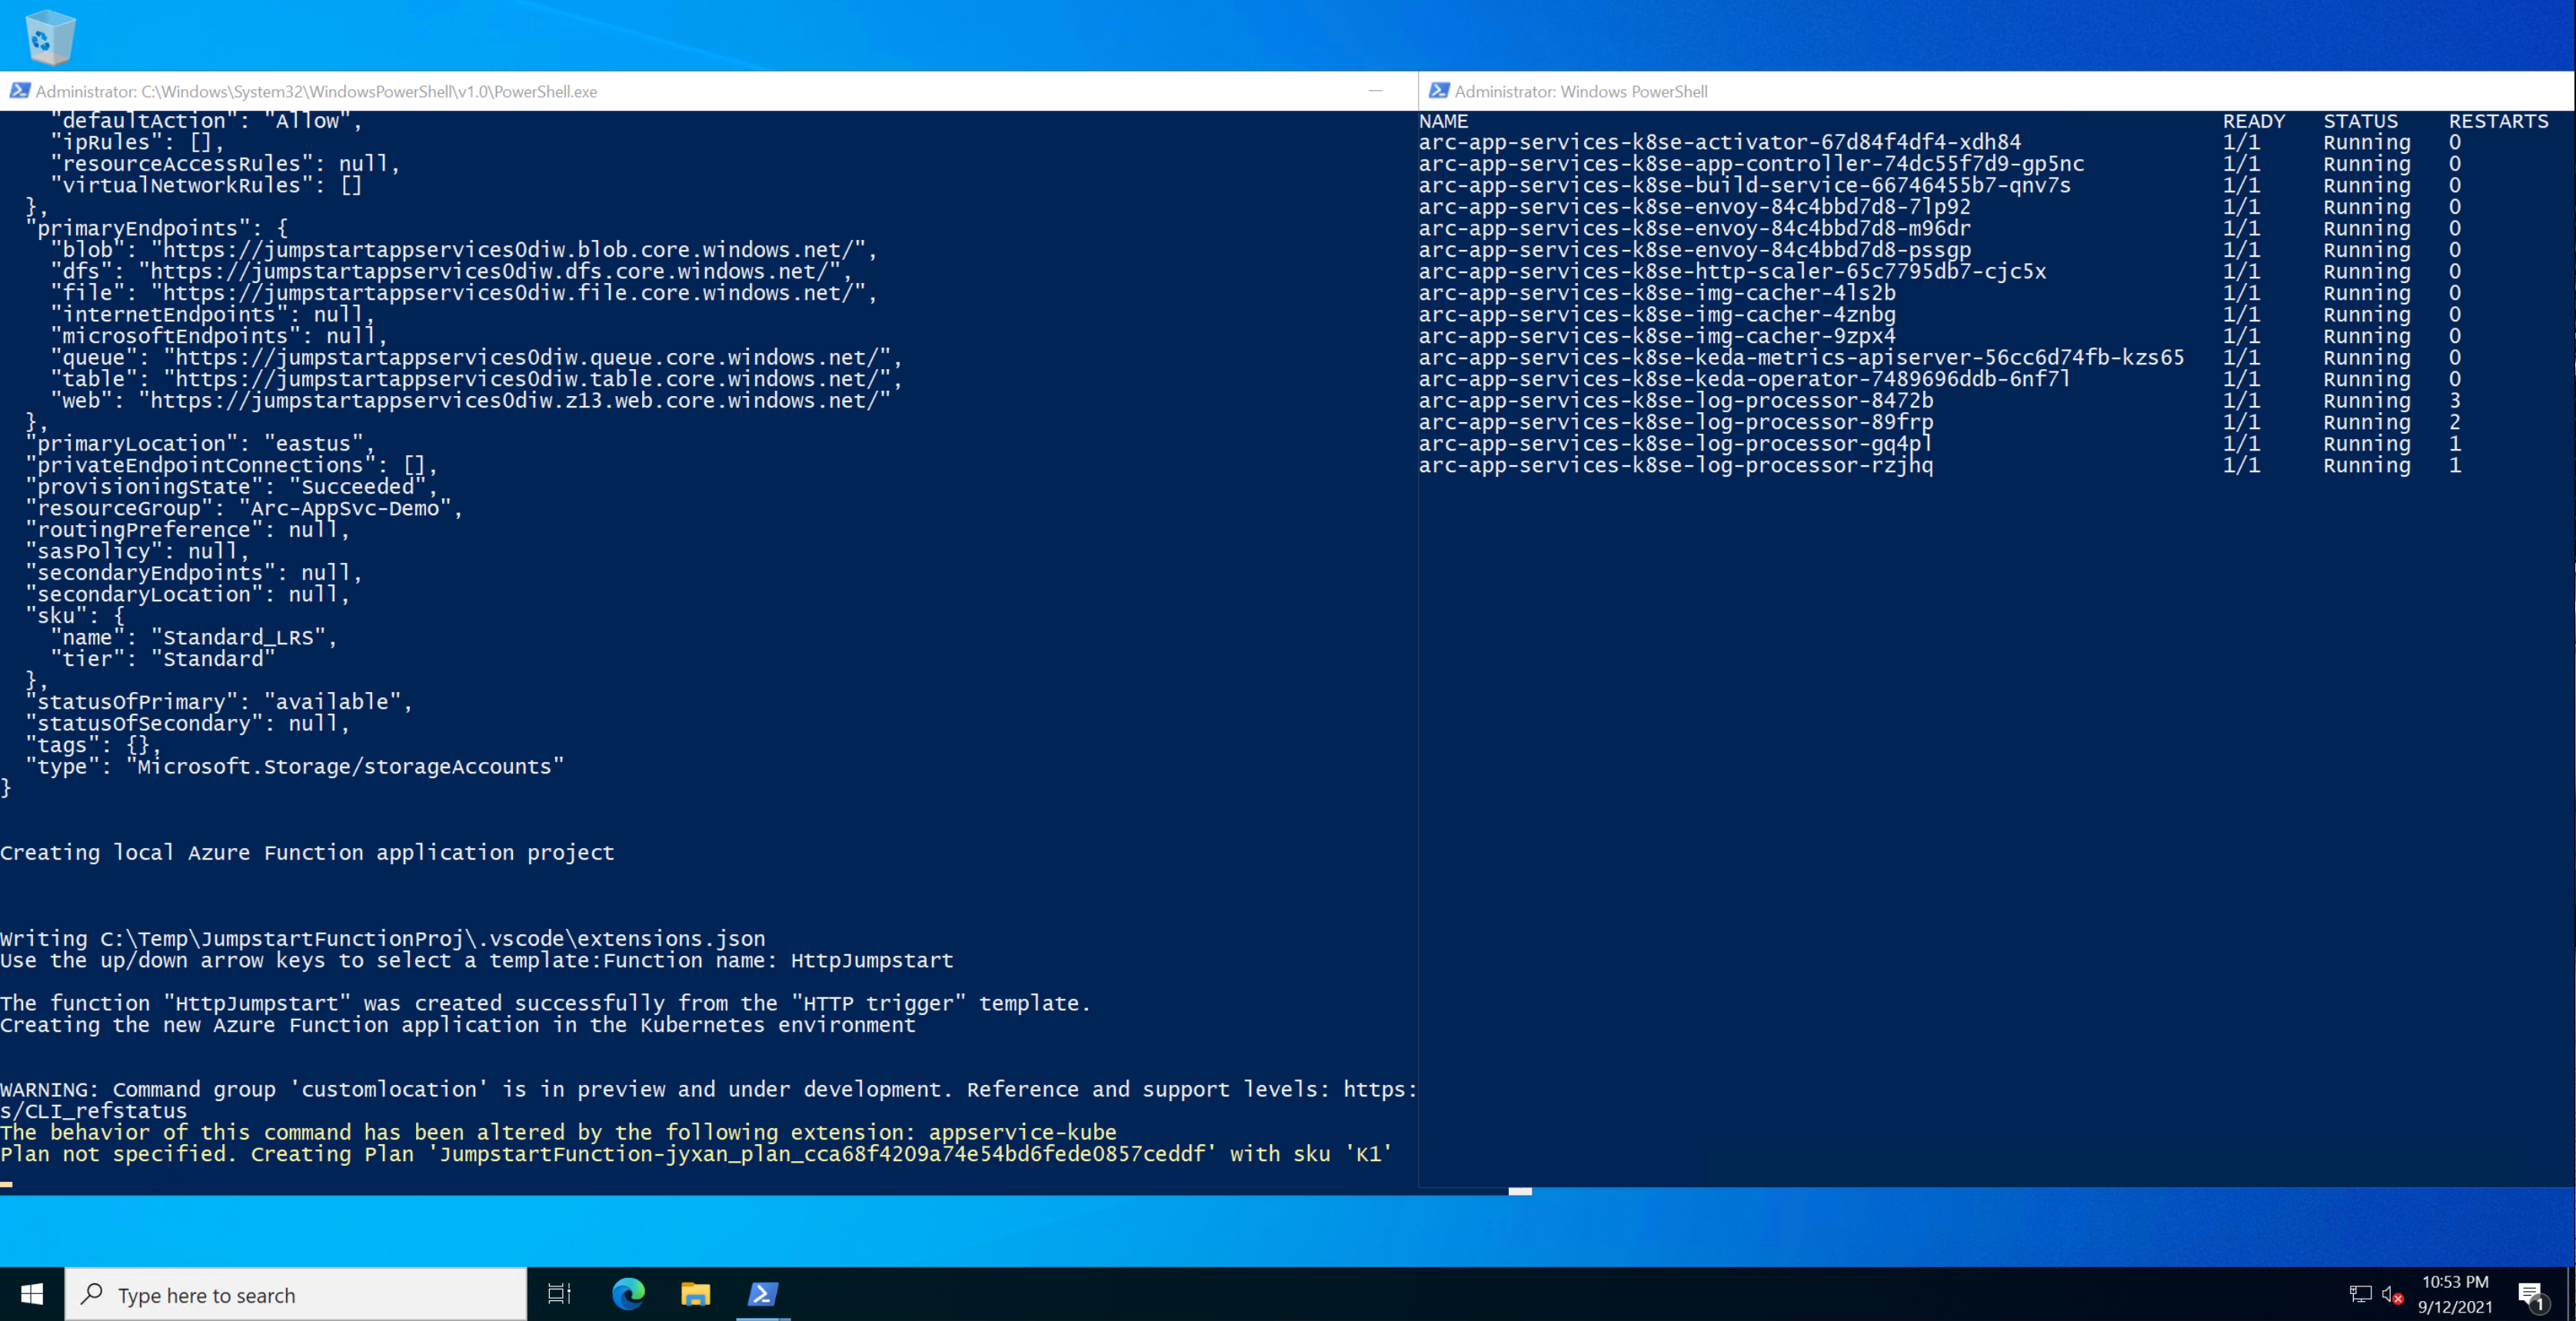 Administrator: C:\Windows\System32\WindowsPowerShell\v1.0\PowerShell.exe
    "defaultAction": "Allow",
    "ipRules": [],
    "resourceAccessRules": null,
    "virtualNetworkRules": []
  },
  "primaryEndpoints": {
    "blob": "https://jumpstartappservices0diw.blob.core.windows.net/",
    "dfs": "https://jumpstartappservices0diw.dfs.core.windows.net/",
    "file": "https://jumpstartappservices0diw.file.core.windows.net/",
    "internetEndpoints": null,
    "microsoftEndpoints": null,
    "queue": "https://jumpstartappservices0diw.queue.core.windows.net/",
    "table": "https://jumpstartappservices0diw.table.core.windows.net/",
    "web": "https://jumpstartappservices0diw.z13.web.core.windows.net/"
  },
  "primaryLocation": "eastus",
  "privateEndpointConnections": [],
  "provisioningState": "Succeeded",
  "resourceGroup": "Arc-AppSvc-Demo",
  "routingPreference": null,
  "sasPolicy": null,
  "secondaryEndpoints": null,
  "secondaryLocation": null,
  "sku": {
    "name": "Standard_LRS",
    "tier": "Standard"
  },
  "statusOfPrimary": "available",
  "statusOfSecondary": null,
  "tags": {},
  "type": "Microsoft.Storage/storageAccounts"
}
Creating local Azure Function application project
Writing C:\Temp\JumpstartFunctionProj\.vscode\extensions.json
Use the up/down arrow keys to select a template:Function name: HttpJumpstart
The function "HttpJumpstart" was created successfully from the "HTTP trigger" template.
Creating the new Azure Function application in the Kubernetes environment
WARNING: Command group 'customlocation' is in preview and under development. Reference and support levels: https:
s/CLI_refstatus
The behavior of this command has been altered by the following extension: appservice-kube
Plan not specified. Creating Plan 'JumpstartFunction-jyxan_plan_cca68f4209a74e54bd6fede0857ceddf' with sku 'K1'
Administrator: Windows PowerShell
NAME READY STATUS RESTARTS
arc-app-services-k8se-activator-67d84f4df4-xdh84 1/1 Running 0
arc-app-services-k8se-app-controller-74dc55f7d9-gp5nc 1/1 Running 0
arc-app-services-k8se-build-service-66746455b7-qnv7s 1/1 Running 0
arc-app-services-k8se-envoy-84c4bbd7d8-7lp92 1/1 Running 0
arc-app-services-k8se-envoy-84c4bbd7d8-m96dr 1/1 Running 0
arc-app-services-k8se-envoy-84c4bbd7d8-pssgp 1/1 Running 0
arc-app-services-k8se-http-scaler-65c7795db7-cjc5x 1/1 Running 0
arc-app-services-k8se-img-cacher-4ls2b 1/1 Running 0
arc-app-services-k8se-img-cacher-4znbg 1/1 Running 0
arc-app-services-k8se-img-cacher-9zpx4 1/1 Running 0
arc-app-services-k8se-keda-metrics-apiserver-56cc6d74fb-kzs65 1/1 Running 0
arc-app-services-k8se-keda-operator-7489696ddb-6nf7l 1/1 Running 0
arc-app-services-k8se-log-processor-8472b 1/1 Running 3
arc-app-services-k8se-log-processor-89frp 1/1 Running 2
arc-app-services-k8se-log-processor-gq4pl 1/1 Running 1
arc-app-services-k8se-log-processor-rzjhq 1/1 Running 1
Type here to search
10:53 PM
9/12/2021
1